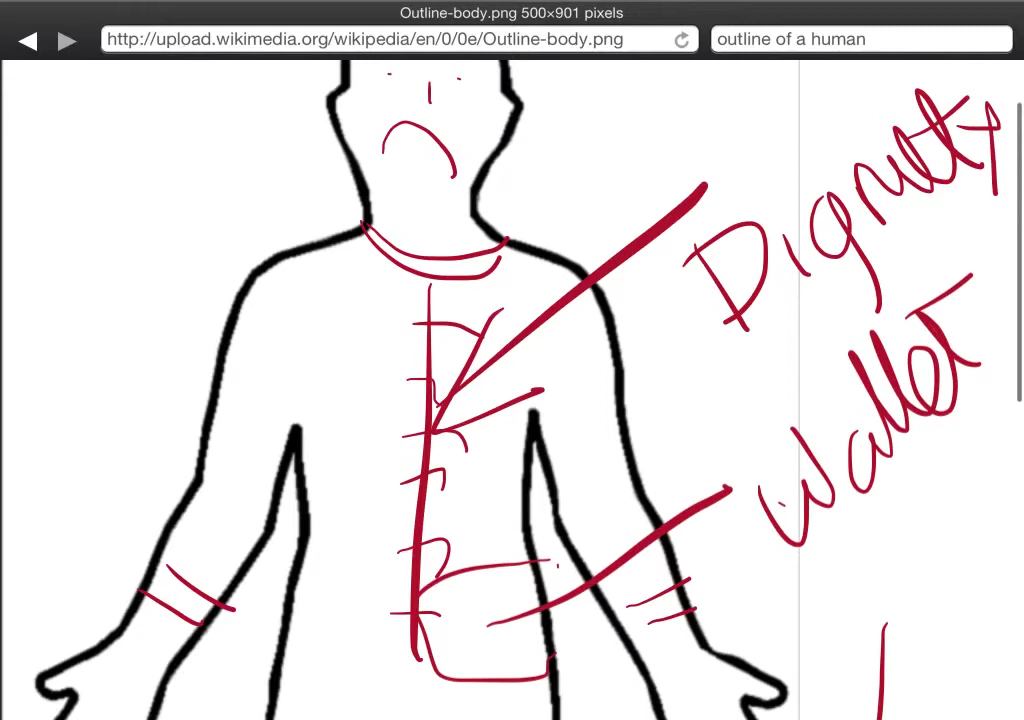 Outline-body.png 500×901 pixels
http://upload.wikimedia.org/wikipedia/en/0/0e/Outline-body.png
outline of a human
Dignity
Wallet